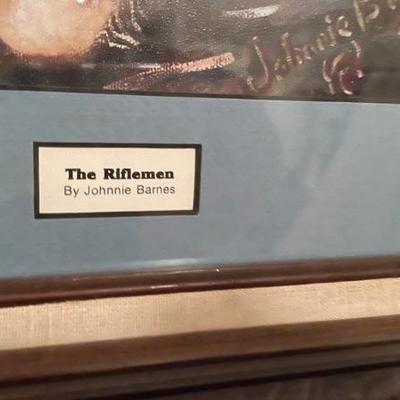 Johnnie B
The Riflemen
By Johnnie Barnes